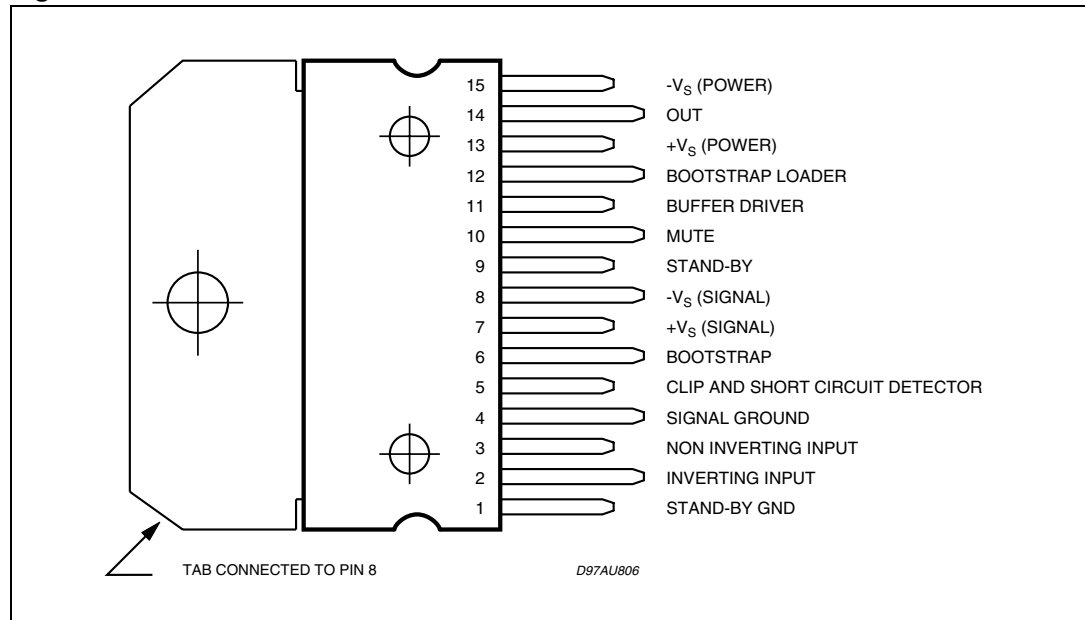 15 -VS (POWER)
14 OUT
13 +VS (POWER)
12 BOOTSTRAP LOADER
11 BUFFER DRIVER
10 MUTE
9 STAND-BY
8 -VS (SIGNAL)
7 +VS (SIGNAL)
6 BOOTSTRAP
5 CLIP AND SHORT CIRCUIT DETECTOR
4 SIGNAL GROUND
3 NON INVERTING INPUT
2 INVERTING INPUT
1 STAND-BY GND
TAB CONNECTED TO PIN 8 D97AU806